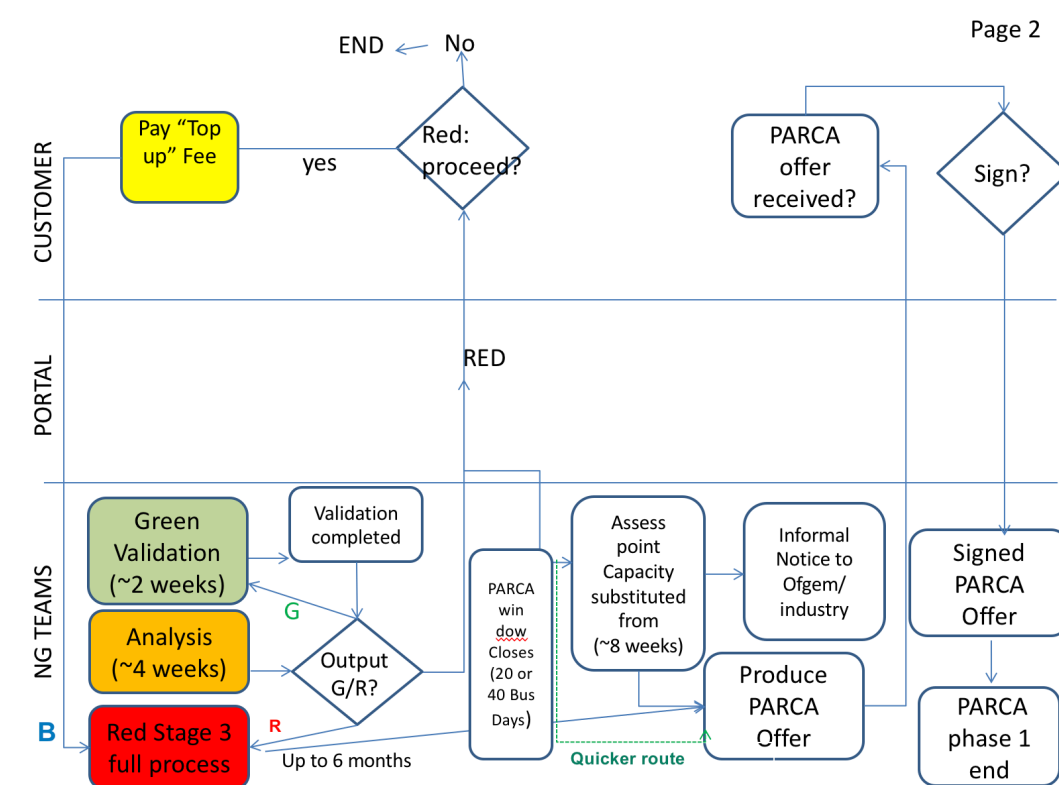 Page 2
END
No
CUSTOMER
Pay “Top
up” Fee
yes
Red:
proceed?
PARCA
offer
received?
Sign?
PORTAL
RED
NG TEAMS
Green
Validation
(~2 weeks)
Validation
completed
G
Analysis
(~4 weeks)
Output
G/R?
B
Red Stage 3
full process
R
Up to 6 months
PARCA
win
dow
Closes
(20 or
40 Bus
Days)
Assess
point
Capacity
substituted
from
(~8 weeks)
Quicker route
Informal
Notice to
Ofgem/
industry
Produce
PARCA
Offer
Signed
PARCA
Offer
PARCA
phase 1
end